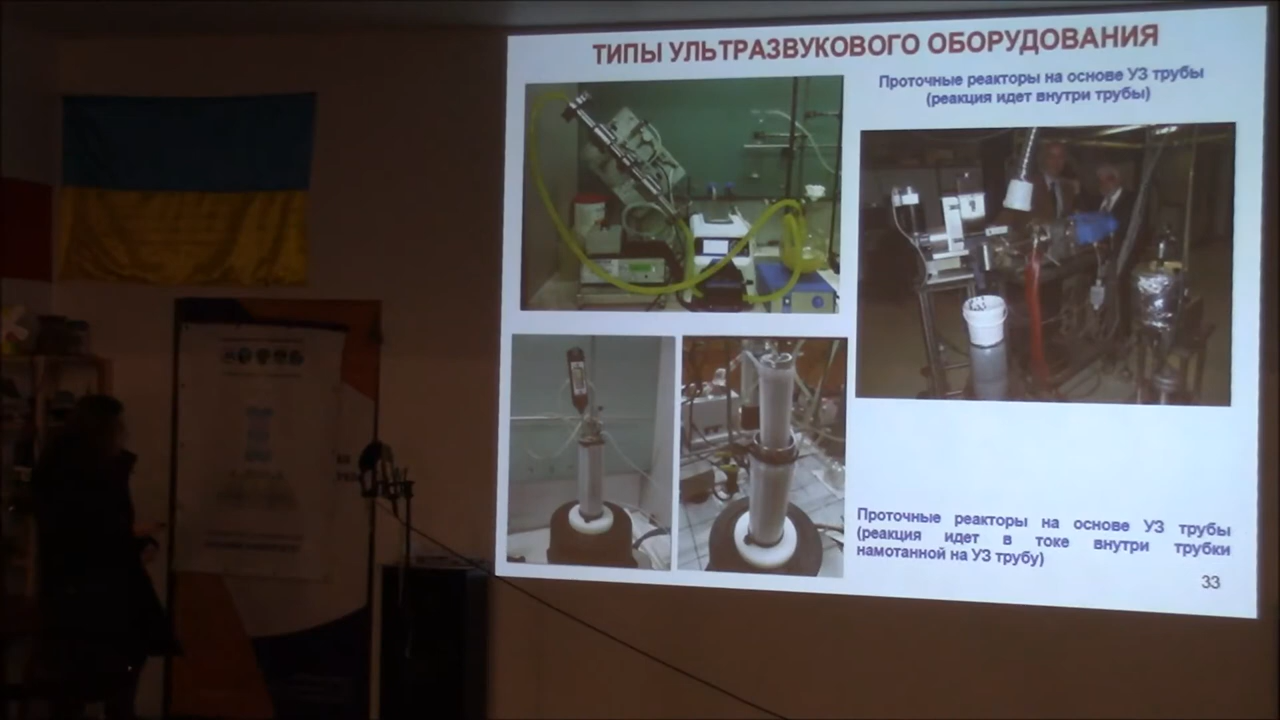 ТИПЫ УЛЬТРАЗВУКОВОГО ОБОРУДОВАНИЯ
Проточные реакторы на основе УЗ трубы
(реакция идет внутри трубы)
Проточные реакторы на основе УЗ трубы
(реакция идет в токе внутри трубки
намотанной на УЗ трубу)
33